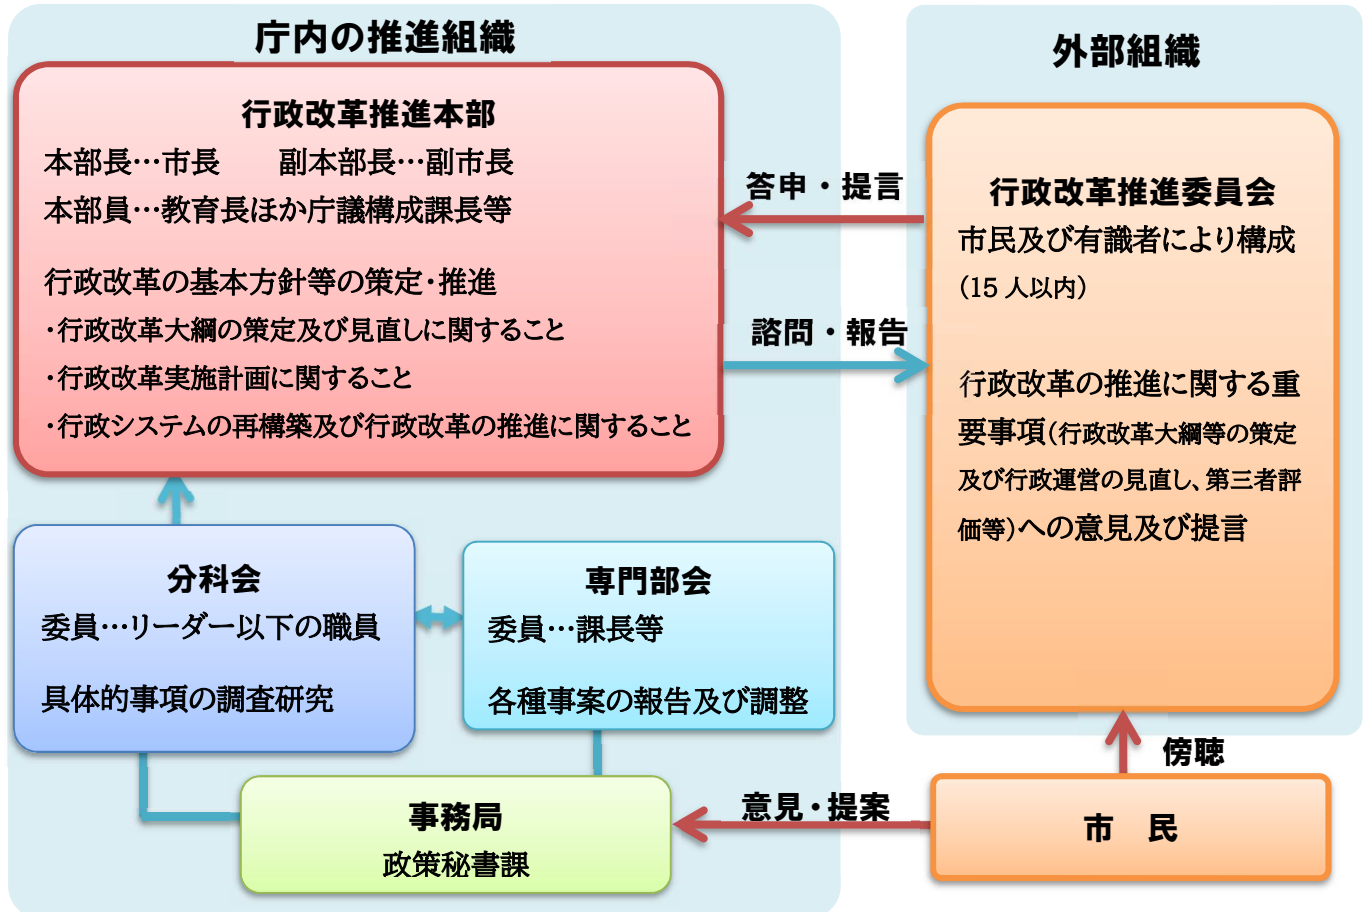 庁内の推進組織
行政改革推進本部
本部長…市長　　副本部長…副市長
本部員…教育長ほか庁議構成課長等
行政改革の基本方針等の策定・推進
・行政改革大綱の策定及び見直しに関すること
・行政改革実施計画に関すること
・行政システムの再構築及び行政改革の推進に関すること
答申・提言
諮問・報告
外部組織
行政改革推進委員会
市民及び有識者により構成
（15 人以内）
行政改革の推進に関する重
要事項（行政改革大綱等の策定
及び行政運営の見直し、第三者評
価等）への意見及び提言
分科会
委員…リーダー以下の職員
具体的事項の調査研究
専門部会
委員…課長等
各種事案の報告及び調整
事務局
政策秘書課
意見・提案
傍聴
市　民